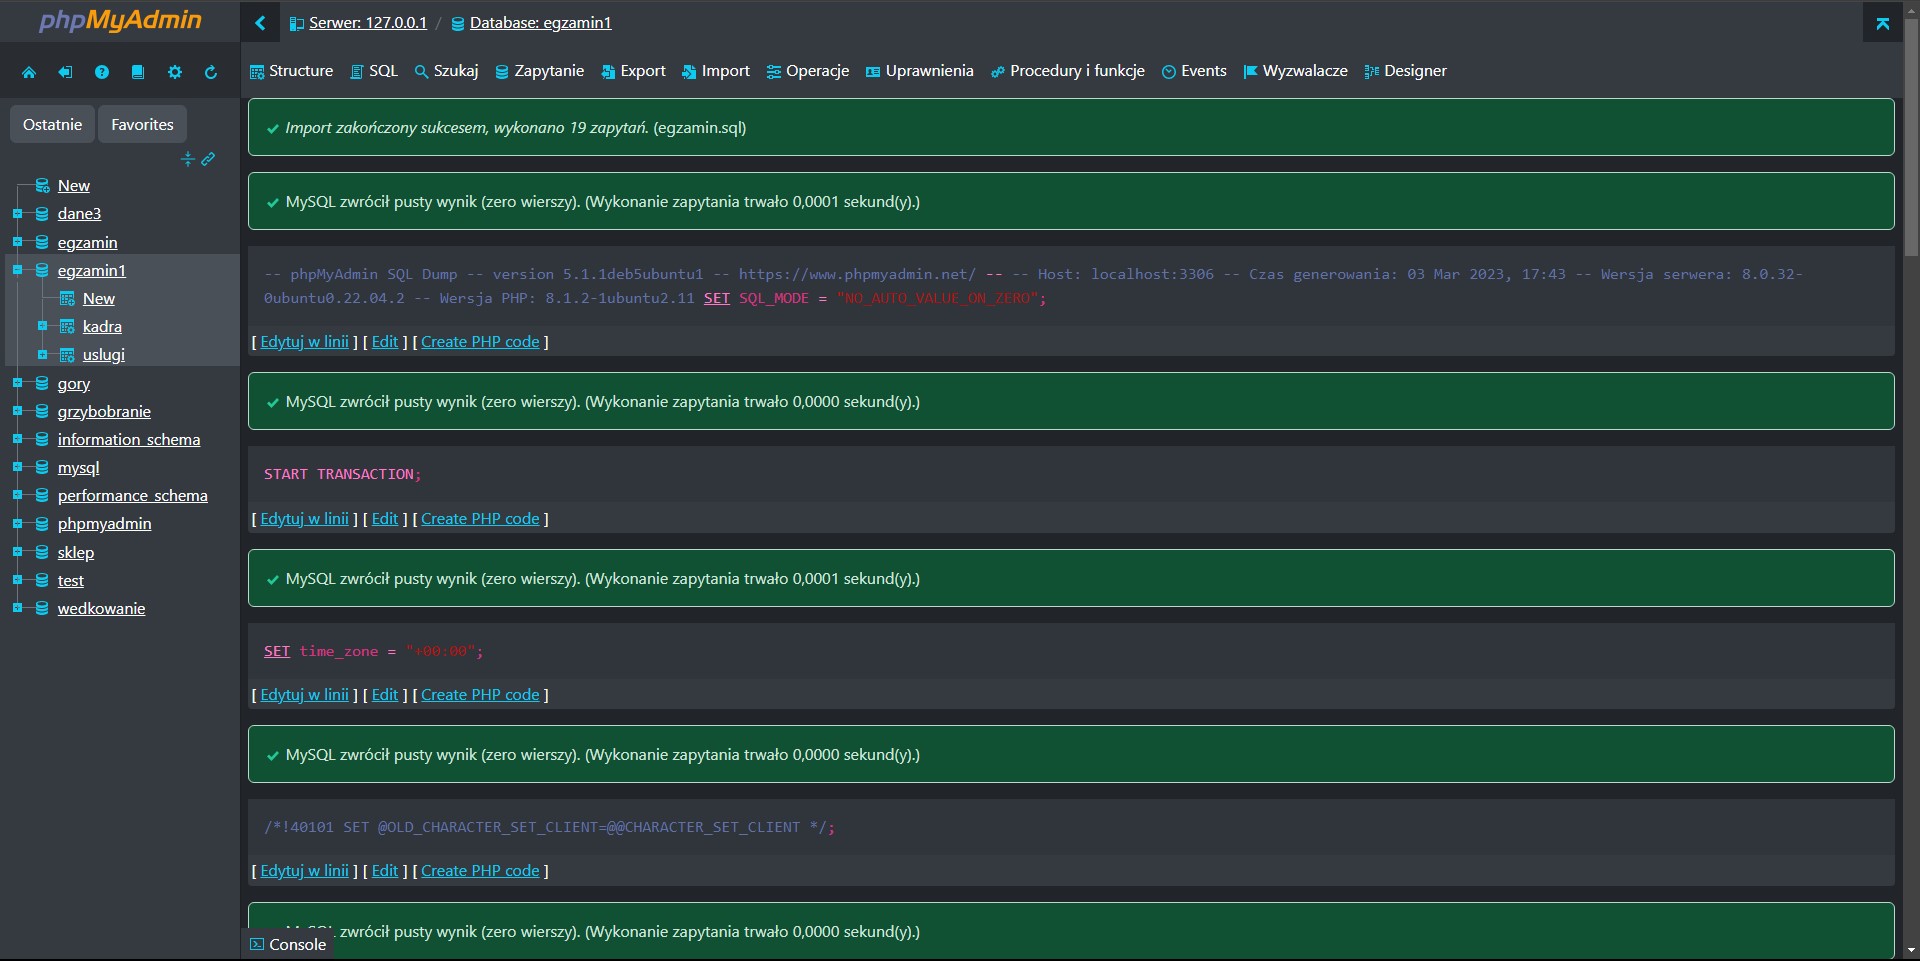 phpMyAdmin
Ostatnie
Favorites
New
dane3
egzamin
egzamin1
New
kadra
uslugi
gory
grzybobranie
information_schema
mysql
performance_schema
phpmyadmin
sklep
test
wedkowanie
Serwer: 127.0.0.1 / Database: egzamin1
Structure SQL Szukaj Zapytanie Export Import Operacje Uprawnienia Procedury i funkcje Events Wyzwalacze Designer
Import zakończony sukcesem, wykonano 19 zapytań. (egzamin.sql)
MySQL zwrócił pusty wynik (zero wierszy). (Wykonanie zapytania trwało 0,0001 sekund(y).)
-- phpMyAdmin SQL Dump -- version 5.1.1deb5ubuntu1 -- https://www.phpmyadmin.net/ -- -- Host: localhost:3306 -- Czas generowania: 03 Mar 2023, 17:43 -- Wersja serwera: 8.0.32-
0ubuntu0.22.04.2 -- Wersja PHP: 8.1.2-1ubuntu2.11 SET SQL_MODE = "NO_AUTO_VALUE_ON_ZERO";
[ Edytuj w linii ] [ Edit ] [ Create PHP code ]
MySQL zwrócił pusty wynik (zero wierszy). (Wykonanie zapytania trwało 0,0000 sekund(y).)
START TRANSACTION;
[ Edytuj w linii ] [ Edit ] [ Create PHP code ]
MySQL zwrócił pusty wynik (zero wierszy). (Wykonanie zapytania trwało 0,0001 sekund(y).)
SET time_zone = "+00:00";
[ Edytuj w linii ] [ Edit ] [ Create PHP code ]
MySQL zwrócił pusty wynik (zero wierszy). (Wykonanie zapytania trwało 0,0000 sekund(y).)
/*!40101 SET @OLD_CHARACTER_SET_CLIENT=@@CHARACTER_SET_CLIENT */;
[ Edytuj w linii ] [ Edit ] [ Create PHP code ]
MySQL zwrócił pusty wynik (zero wierszy). (Wykonanie zapytania trwało 0,0000 sekund(y).)
Console